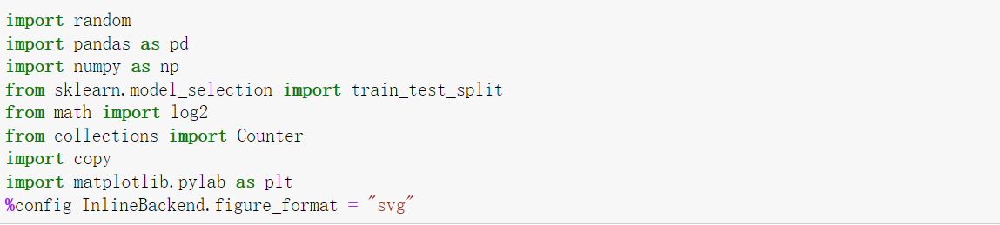 import random
import pandas as pd
import numpy as np
from sklearn.model_selection import train_test_split
from math import log2
from collections import Counter
import copy
import matplotlib.pylab as plt
%config InlineBackend.figure_format = "svg"